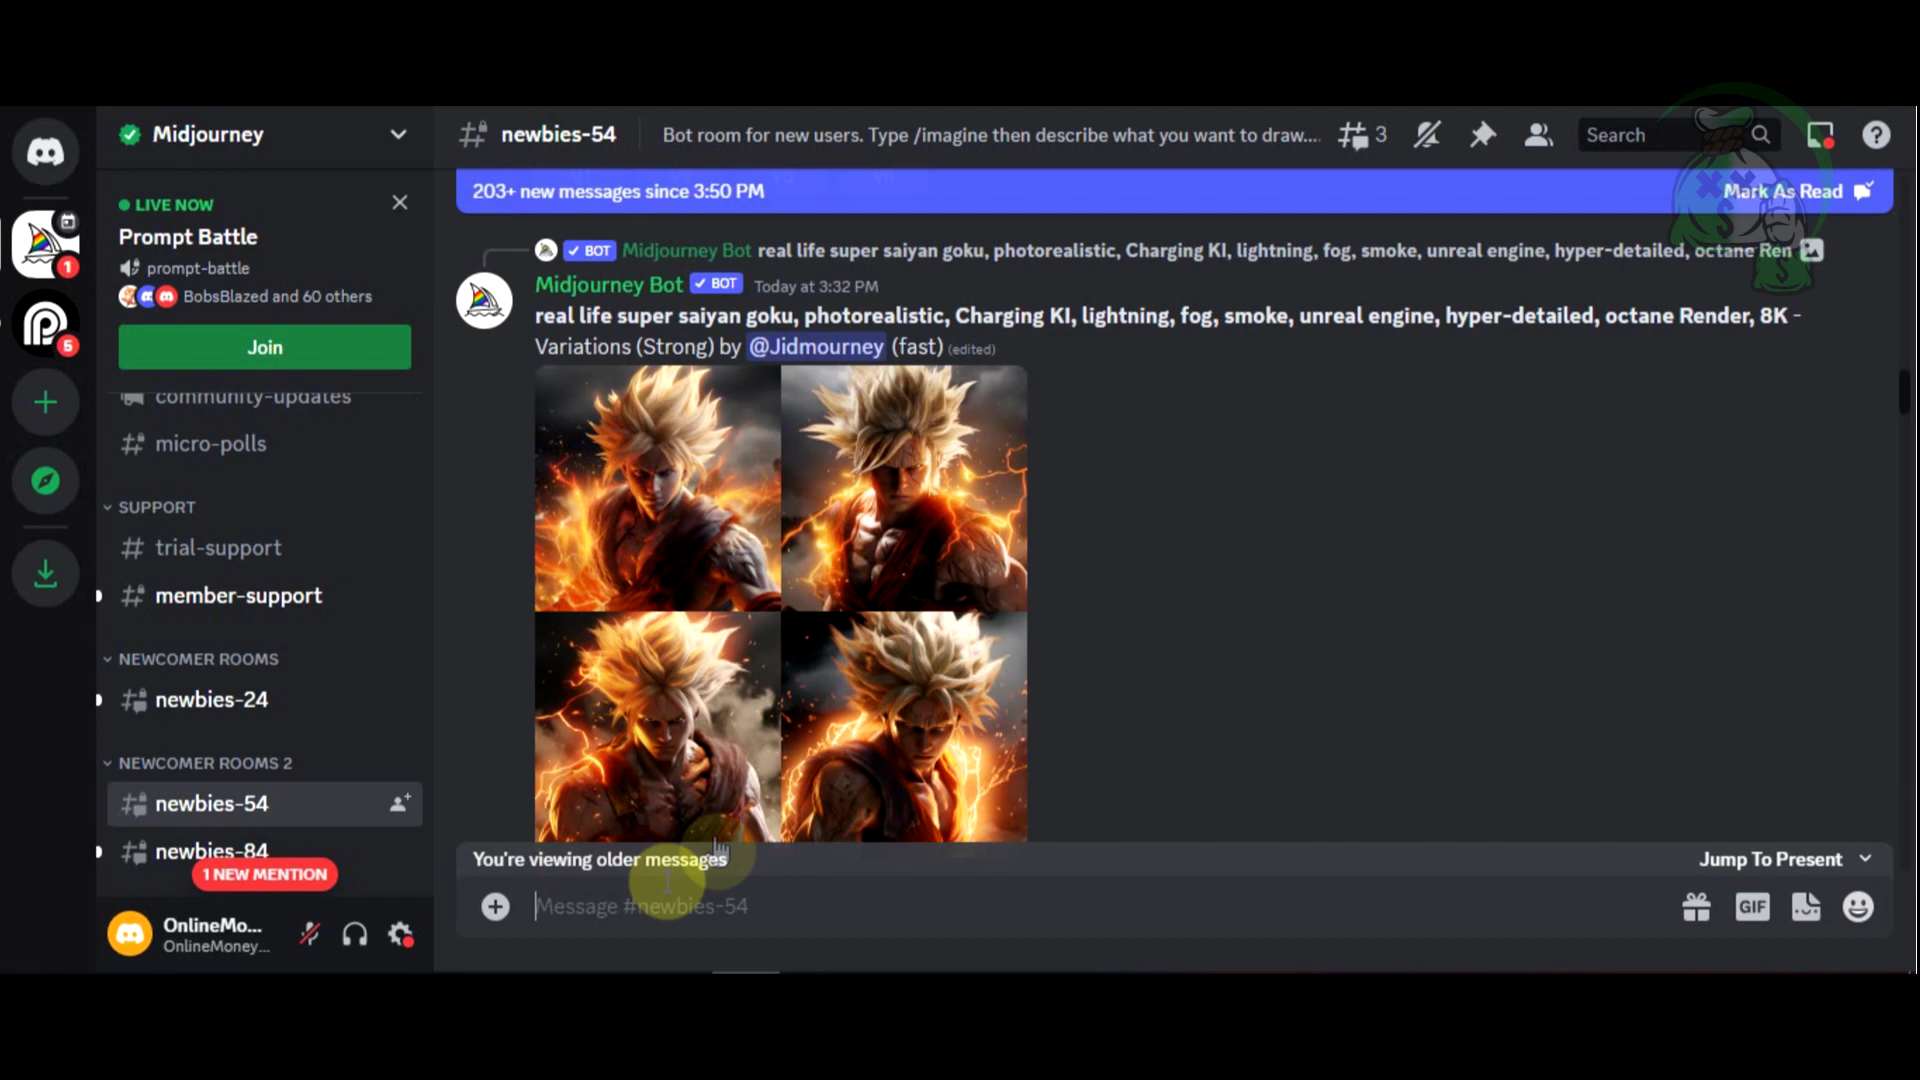 Midjourney
LIVE NOW
Prompt Battle
prompt-battle
BobsBlazed and 60 others
Join
community-updates
micro-polls
SUPPORT
trial-support
member-support
NEWCOMER ROOMS
newbies-24
NEWCOMER ROOMS 2
newbies-54
newbies-84
1 NEW MENTION
OnlineMo...
OnlineMoney...
1
5
newbies-54
Bot room for new users. Type /imagine then describe what you want to draw....
3
Search
203+ new messages since 3:50 PM
Mark As Read
BOT Midjourney Bot real life super saiyan goku, photorealistic, Charging KI, lightning, fog, smoke, unreal engine, hyper-detailed, octane Ren
Midjourney Bot BOT Today at 3:32 PM
real life super saiyan goku, photorealistic, Charging KI, lightning, fog, smoke, unreal engine, hyper-detailed, octane Render, 8K -
Variations (Strong) by @Jidmourney (fast) (edited)
You're viewing older messages
Jump To Present
Message #newbies-54
GIF